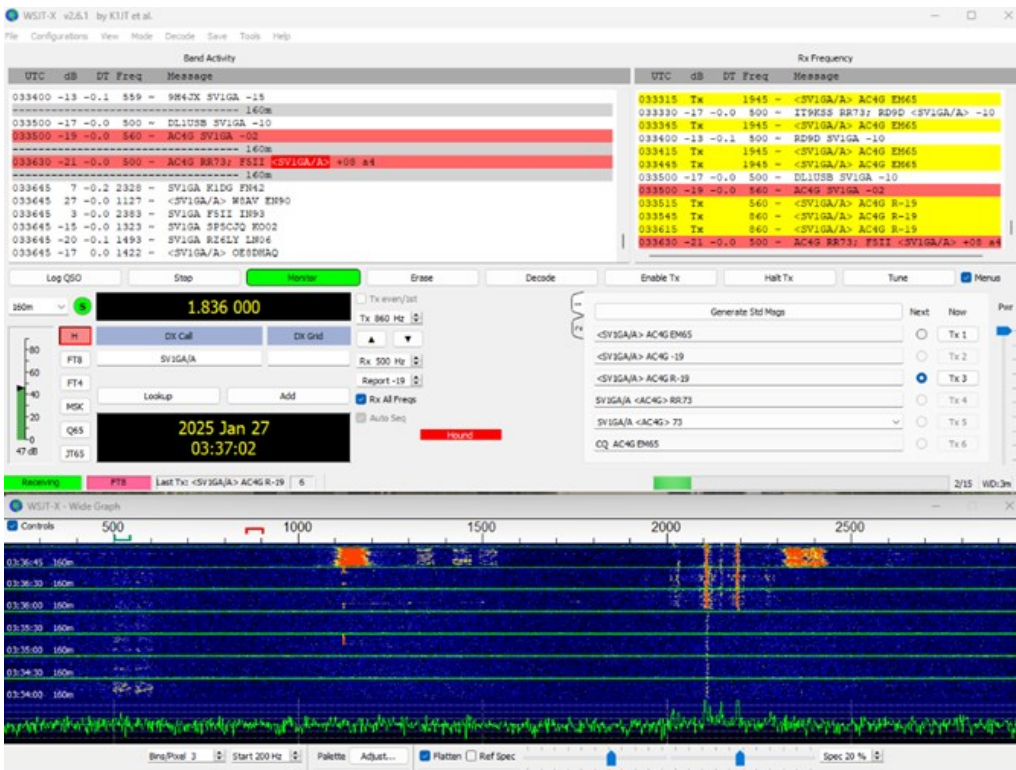 WSJT-X v2.6.1 by K1JT et al.
File Configurations View Mode Decode Save Tools Help
Band Activity
UTC dB DT Freq Message
033400 -13 -0.1 559 ~ 9M4JX SV1GA -15
------------------------------------ 160m
033500 -17 -0.0 500 ~ DL1USB SV1GA -10
033500 -19 -0.0 560 ~ AC4G SV1GA -02
------------------------------------ 160m
033630 -21 -0.0 500 ~ AC4G RR73; F5II <SV1GA/A> +08 a4
------------------------------------ 160m
033645 7 -0.2 2328 ~ SV1GA K1DG FN42
033645 27 -0.0 1127 ~ <SV1GA/A> W8AV EN90
033645 3 -0.0 2383 ~ SV1GA F5II IN93
033645 -15 -0.0 1323 ~ SV1GA SP5CJQ KO02
033645 -20 -0.1 1493 ~ SV1GA RZ6LY LN06
033645 -17 0.0 1422 ~ <SV1GA/A> OE8DHAQ
Rx Frequency
UTC dB DT Freq Message
033315 Tx 1945 ~ <SV1GA/A> AC4G EM65
033330 -17 -0.0 500 ~ IT9KSS RR73; RD9D <SV1GA/A> -10
033345 Tx 1945 ~ <SV1GA/A> AC4G EM65
033400 -13 -0.1 500 ~ RD9D SV1GA -10
033415 Tx 1945 ~ <SV1GA/A> AC4G EM65
033445 Tx 1945 ~ <SV1GA/A> AC4G EM65
033500 -17 -0.0 500 ~ DL1USB SV1GA -10
033500 -19 -0.0 560 ~ AC4G SV1GA -02
033515 Tx 560 ~ <SV1GA/A> AC4G R-19
033545 Tx 860 ~ <SV1GA/A> AC4G R-19
033615 Tx 860 ~ <SV1GA/A> AC4G R-19
033630 -21 -0.0 500 ~ AC4G RR73; F5II <SV1GA/A> +08 a4
Log QSO Stop Monitor Erase Decode Enable Tx Halt Tx Tune Menus
160m S 1.836 000 Tx even/1st
Tx 860 Hz
H DX Call DX Grid
FT8 SV1GA/A Rx 500 Hz
FT4 Report -19
Lookup Add Rx All Freqs
MSK
Q65 2025 Jan 27 Auto Seq
JT65 03:37:02 Hound
-80
-60
-40
-20
-0
47 dB
1
2
Generate Std Msgs Next Now Pwr
<SV1GA/A> AC4G EM65 Tx 1
<SV1GA/A> AC4G -19 Tx 2
<SV1GA/A> AC4G R-19 Tx 3
SV1GA/A <AC4G> RR73 Tx 4
SV1GA/A <AC4G> 73 Tx 5
CQ AC4G EM65 Tx 6
Receiving FT8 Last Tx: <SV1GA/A> AC4G R-19 6 2/15 WD:3m
WSJT-X - Wide Graph
Controls 500 1000 1500 2000 2500
03:36:45 160m
03:36:30 160m
03:36:00 160m
03:35:30 160m
03:35:00 160m
03:34:30 160m
03:34:00 160m
Bins/Pixel 3 Start 200 Hz Palette Adjust... Flatten Ref Spec Spec 20 %